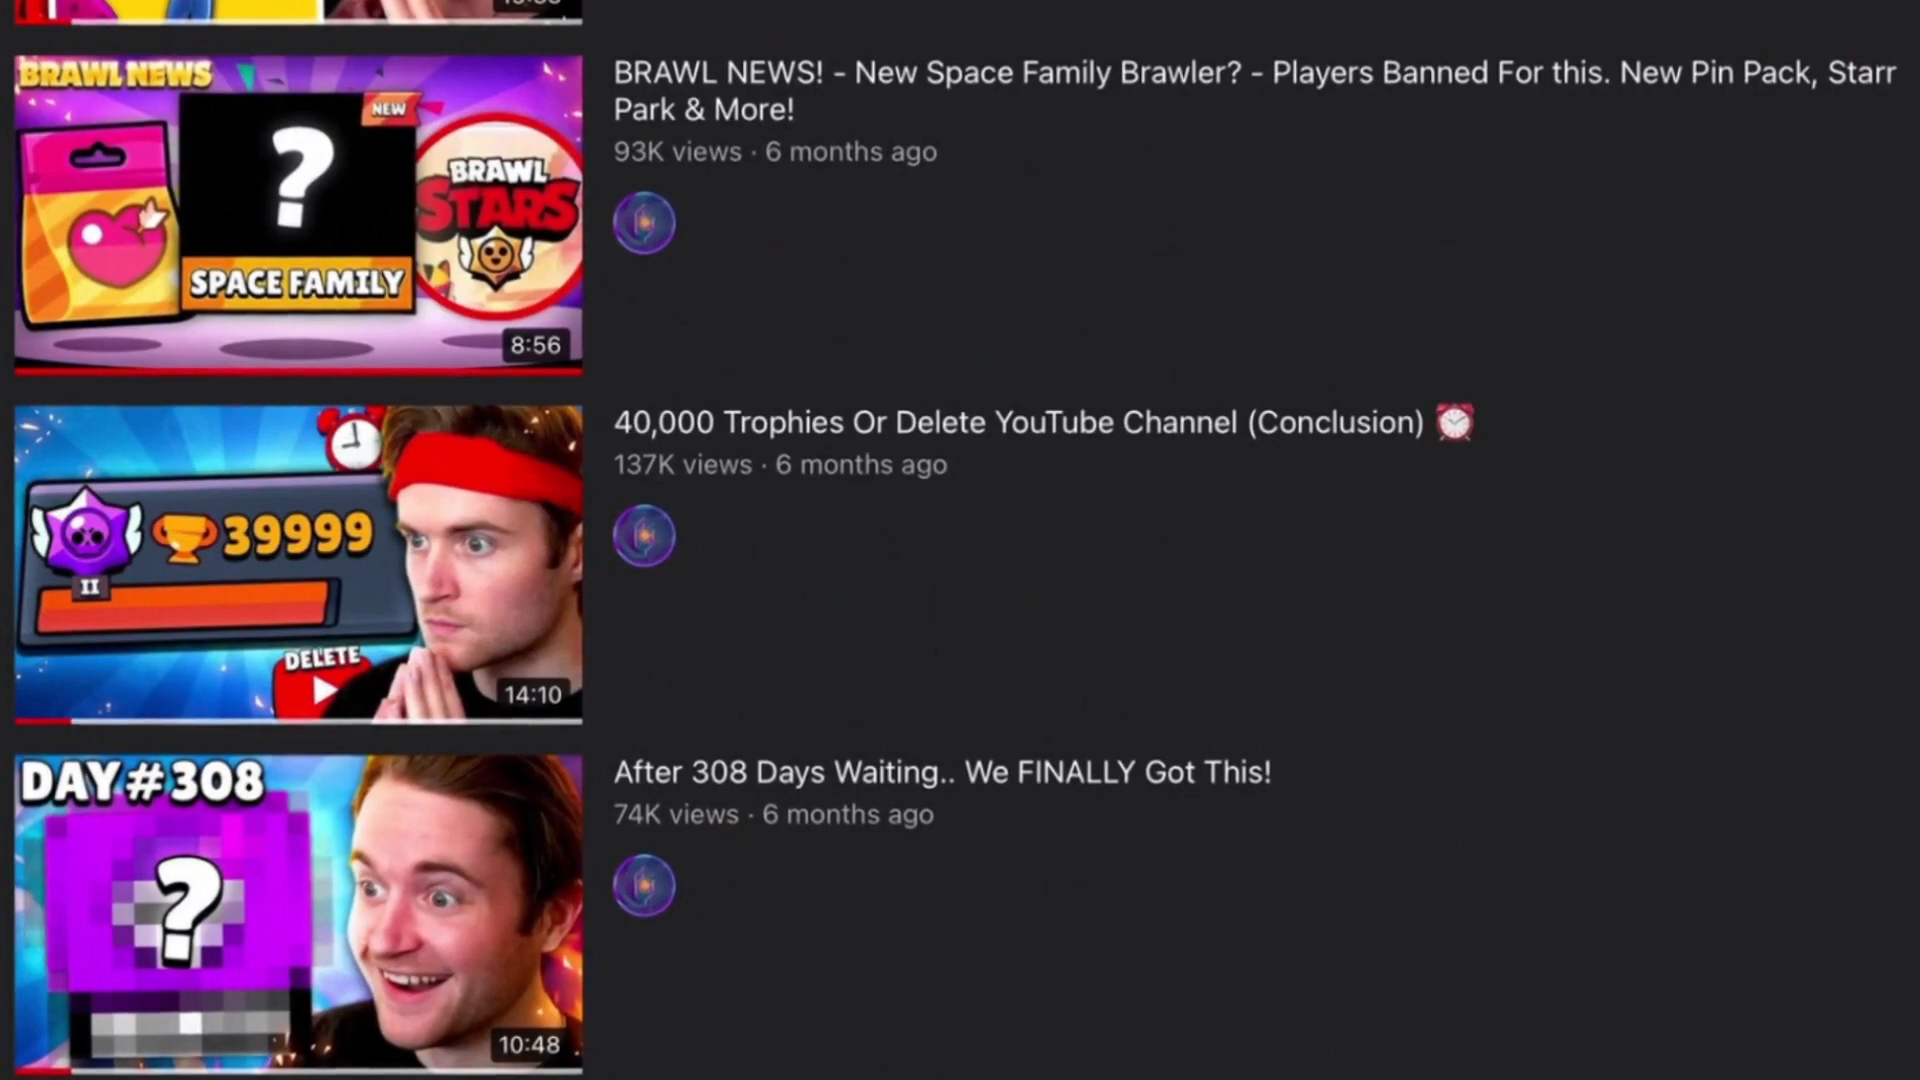 BRAWL NEWS
NEW
?
BRAWL
STARS
SPACE FAMILY
8:56
BRAWL NEWS! - New Space Family Brawler? - Players Banned For this. New Pin Pack, Starr
Park & More!
93K views · 6 months ago
39999
II
DELETE
14:10
40,000 Trophies Or Delete YouTube Channel (Conclusion) ⏰
137K views · 6 months ago
DAY #308
?
10:48
After 308 Days Waiting.. We FINALLY Got This!
74K views · 6 months ago